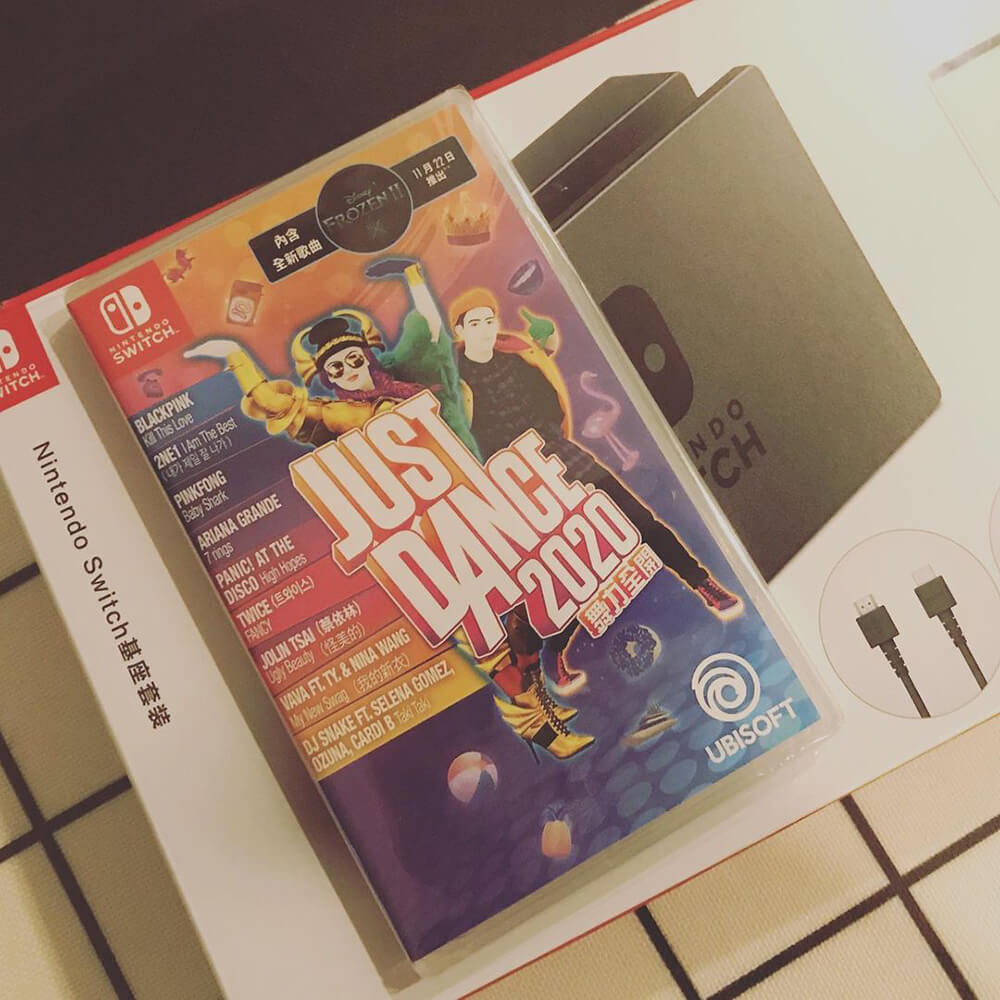 內含
全新歌曲
Disney
FROZEN II
11月22日
推出
NINTENDO
SWITCH™
BLACKPINK
Kill This Love
2NE1 I Am The Best
(내가 제일 잘 나가)
PINKFONG
Baby Shark
ARIANA GRANDE
7 rings
PANIC! AT THE
DISCO High Hopes
TWICE (트와이스)
FANCY
JOLIN TSAI (蔡依林)
Ugly Beauty (怪美的)
VAVA FT. TY. & NINA WANG
My New Swag (我的新衣)
DJ SNAKE FT. SELENA GOMEZ,
OZUNA, CARDI B Taki Taki
JUST
DANCE
2020
舞力全開
UBISOFT
NTENDO
WITCH™
Nintendo Switch基座套裝
NDO
TCH